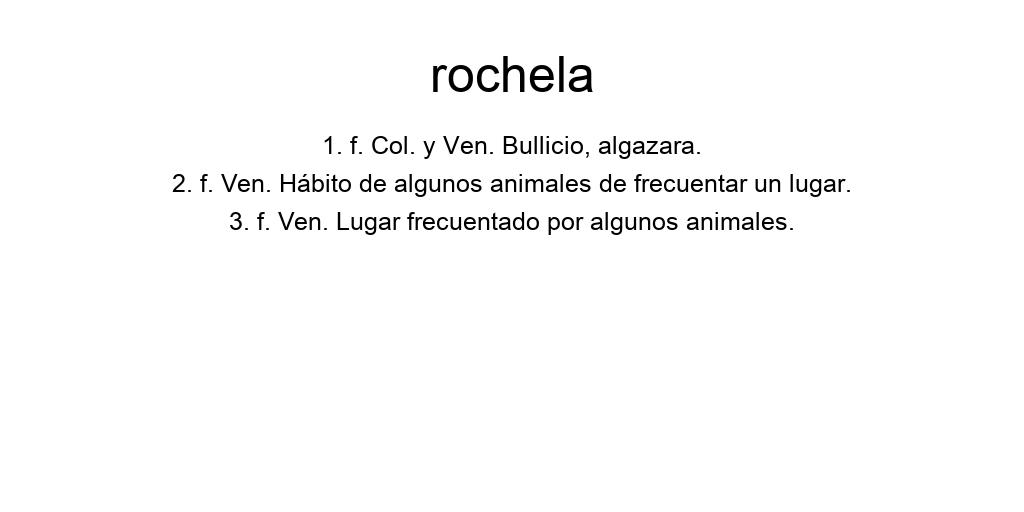 rochela
1. f. Col. y Ven. Bullicio, algazara.
2. f. Ven. Hábito de algunos animales de frecuentar un lugar.
3. f. Ven. Lugar frecuentado por algunos animales.